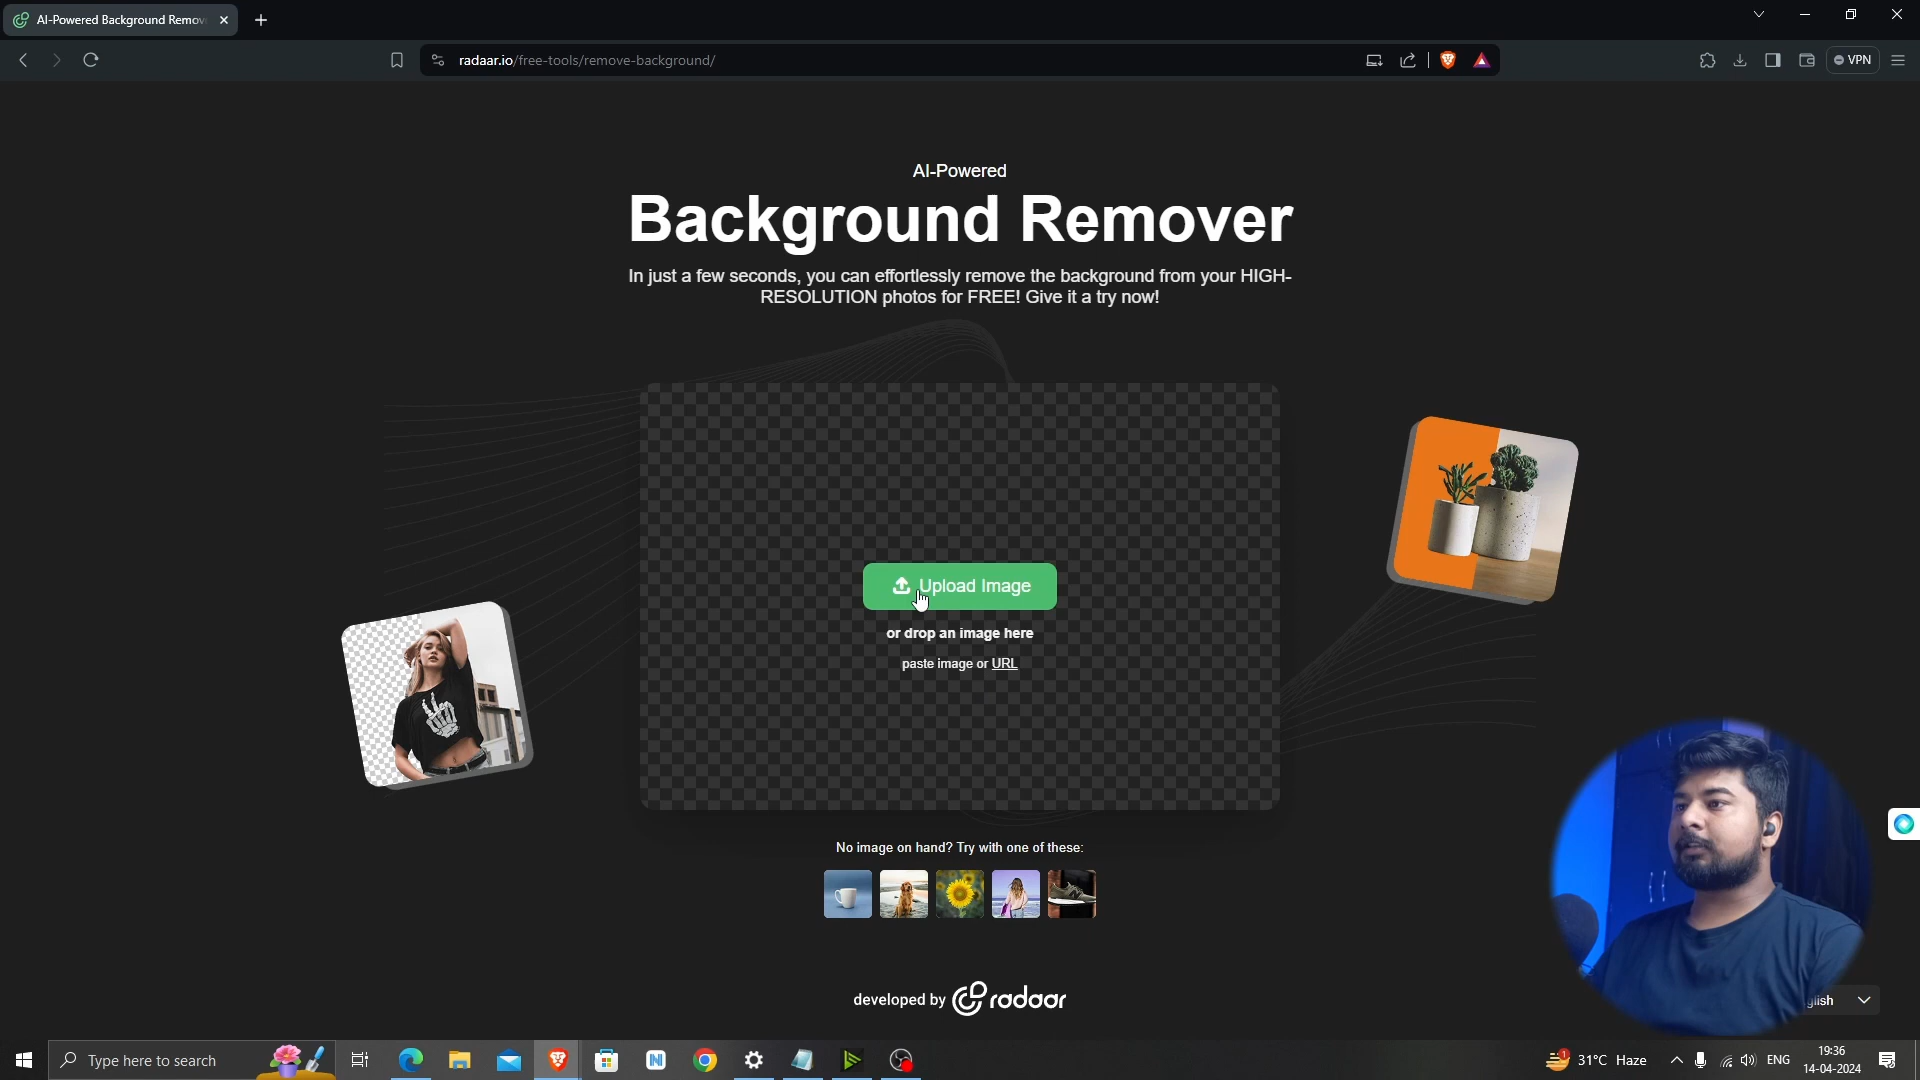 AI-Powered Background Remov
radaar.io/free-tools/remove-background/
VPN
AI-Powered
Background Remover
In just a few seconds, you can effortlessly remove the background from your HIGH-
RESOLUTION photos for FREE! Give it a try now!
Upload Image
or drop an image here
paste image or URL
No image on hand? Try with one of these:
developed by radaar
glish
Type here to search
1
31°C Haze
ENG
19:36
14-04-2024